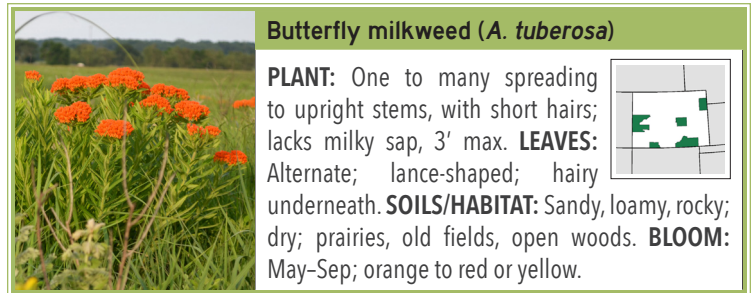 Butterfly milkweed (A. tuberosa)
PLANT: One to many spreading
to upright stems, with short hairs;
lacks milky sap, 3’ max. LEAVES:
Alternate; lance-shaped; hairy
underneath. SOILS/HABITAT: Sandy, loamy, rocky;
dry; prairies, old fields, open woods. BLOOM:
May–Sep; orange to red or yellow.